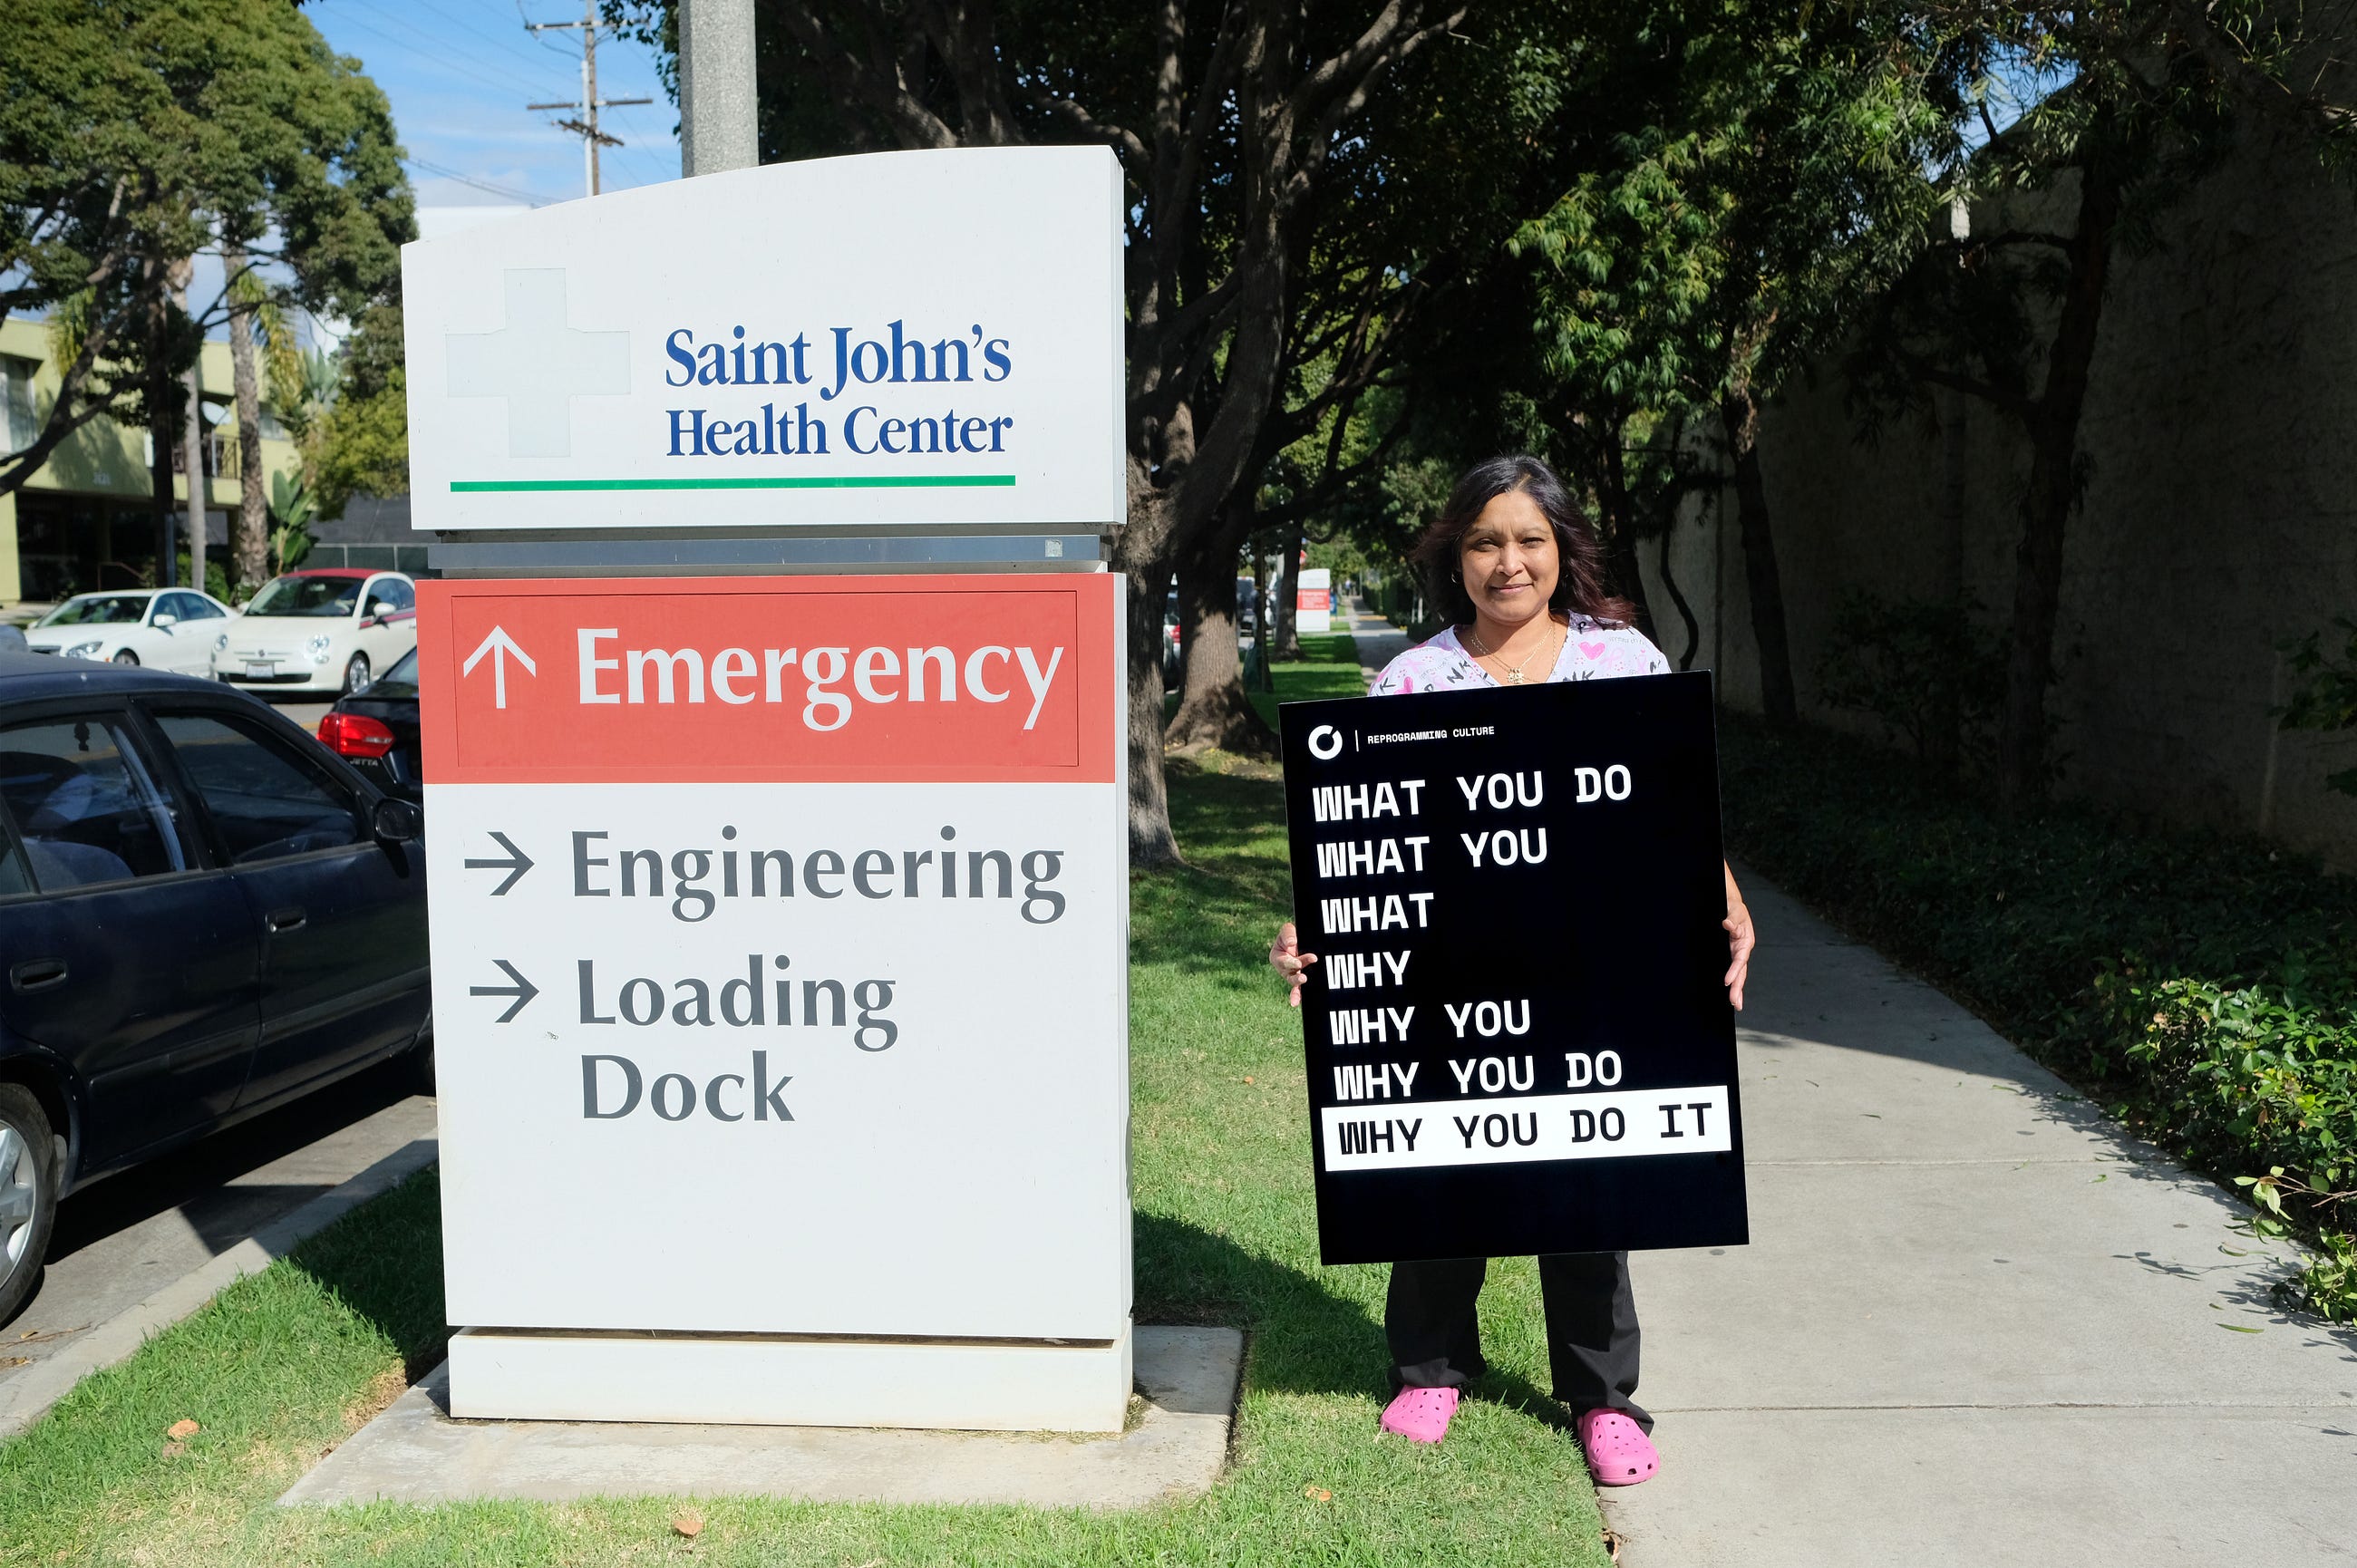 Saint John's
Health Center
↑ Emergency
→ Engineering
→ Loading
Dock
JETTA
REPROGRAMMING CULTURE
WHAT YOU DO
WHAT YOU
WHAT
WHY
WHY YOU
WHY YOU DO
WHY YOU DO IT